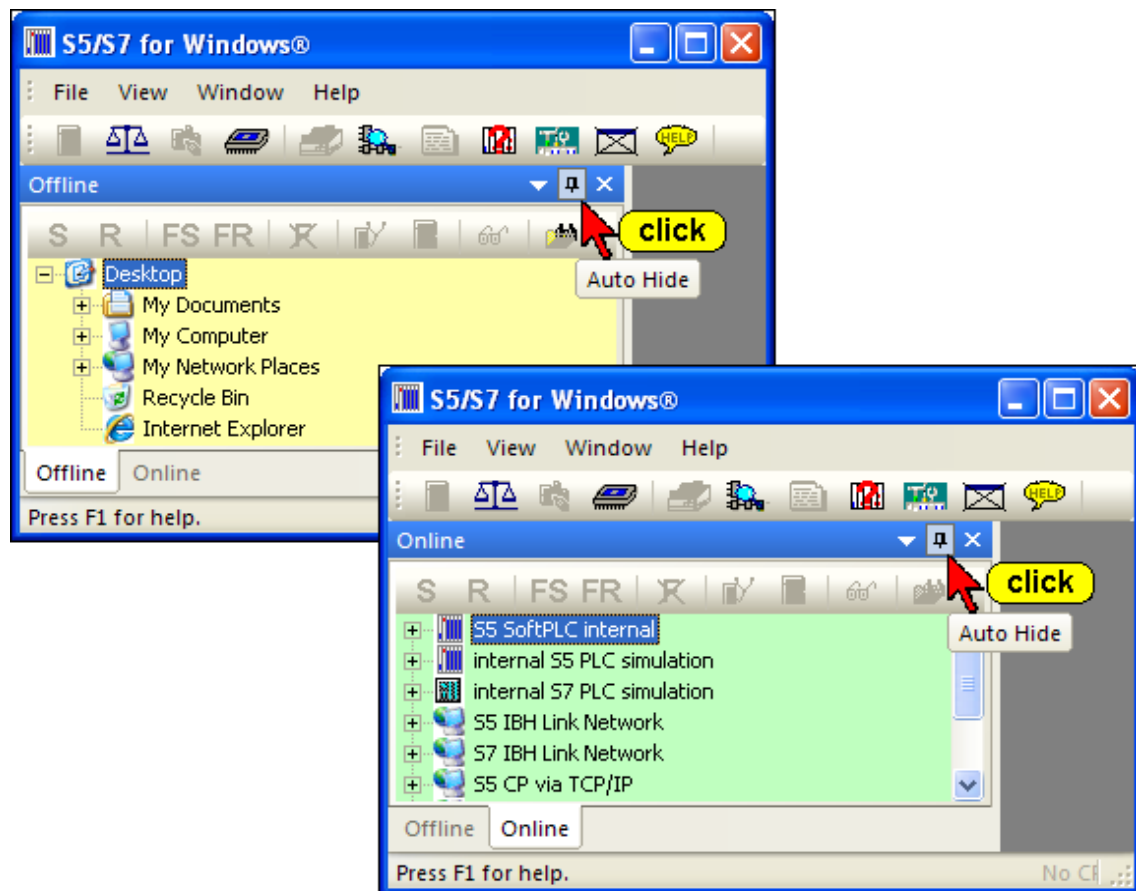 S5/S7 for Windows®
File View Window Help
HELP
Offline
S R FS FR
click
Auto Hide
Desktop
My Documents
My Computer
My Network Places
Recycle Bin
Internet Explorer
Offline Online
Press F1 for help.
S5/S7 for Windows®
File View Window Help
HELP
Online
S R FS FR
click
Auto Hide
S5 SoftPLC internal
internal S5 PLC simulation
internal S7 PLC simulation
S5 IBH Link Network
S7 IBH Link Network
S5 CP via TCP/IP
Offline Online
Press F1 for help.
No